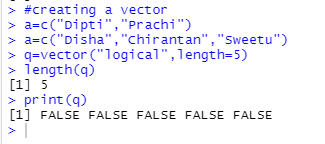 > #creating a vector
> a=c("Dipti","Prachi")
> a=c("Disha","Chirantan","Sweetu")
> q=vector("logical",length=5)
> length(q)
[1] 5
> print(q)
[1] FALSE FALSE FALSE FALSE FALSE
>